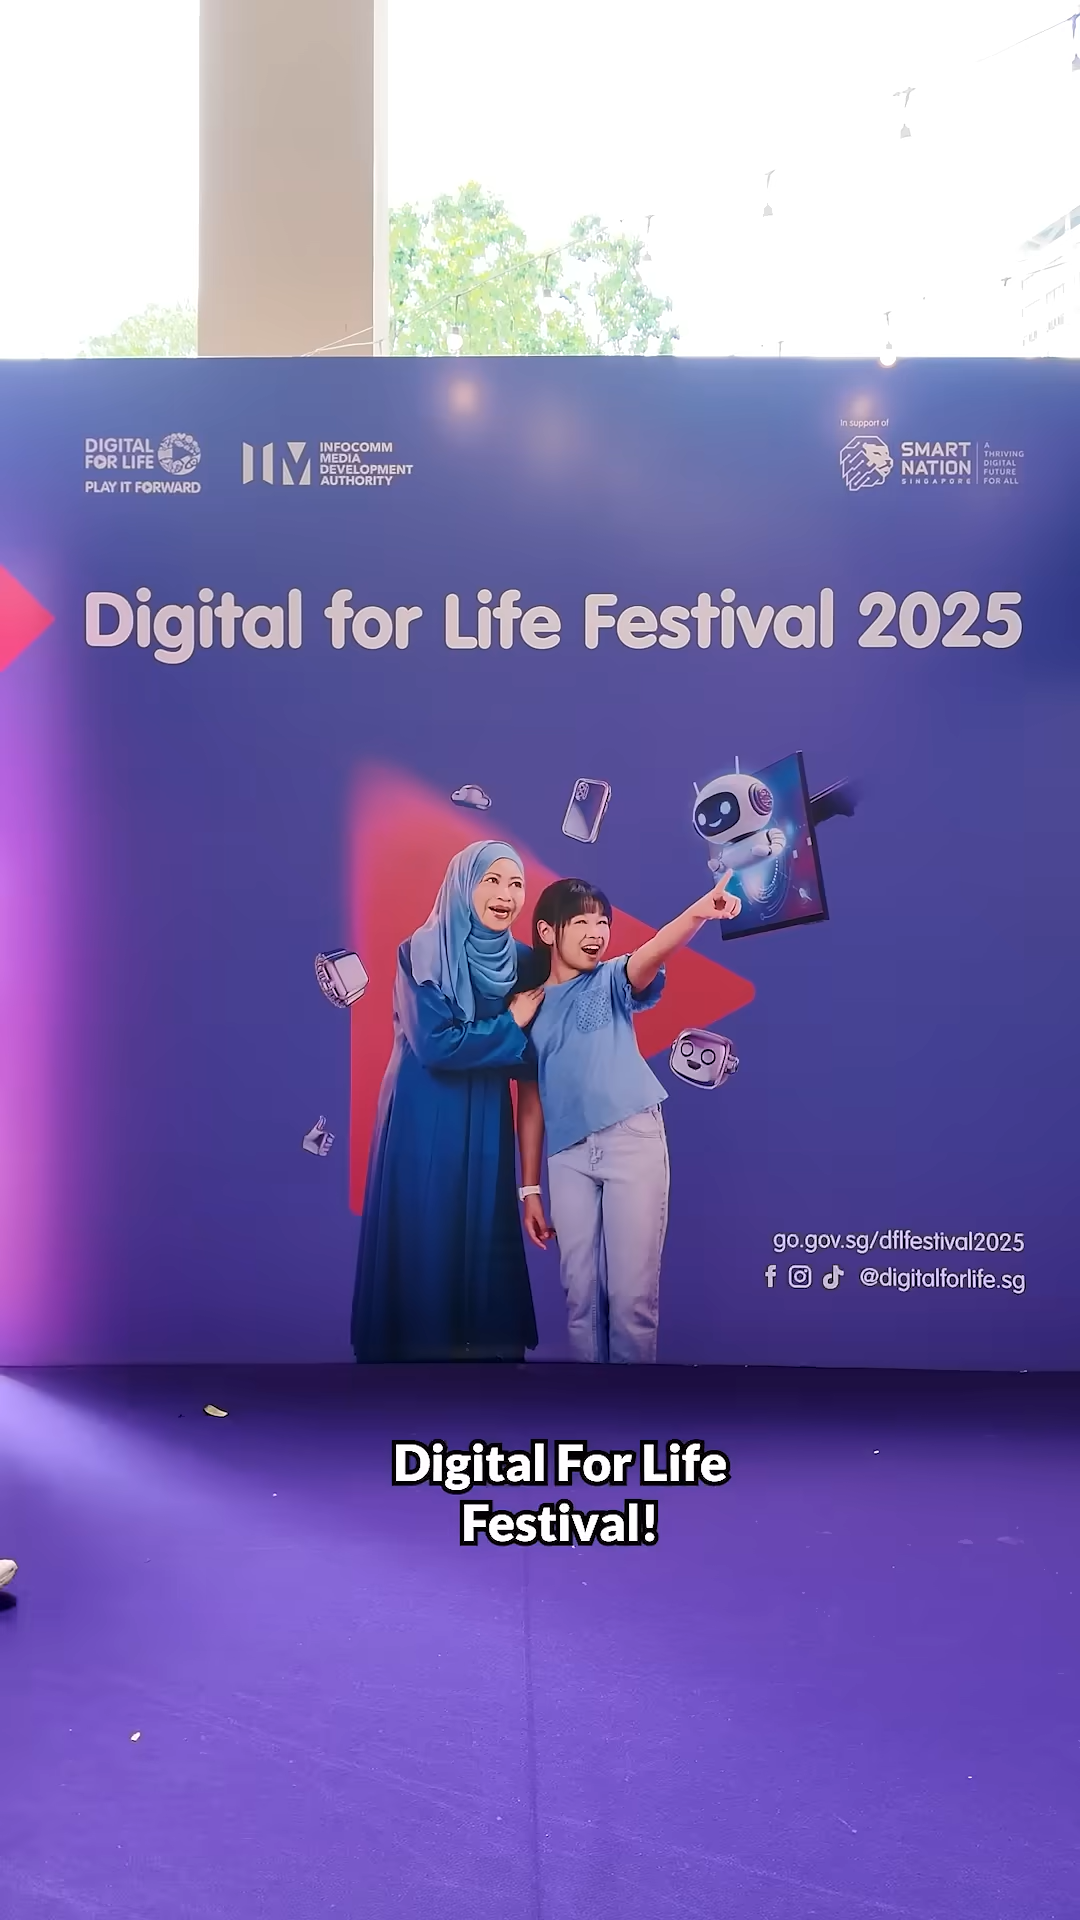 DIGITAL
FOR LIFE
PLAY IT FORWARD
INFOCOMM
MEDIA
DEVELOPMENT
AUTHORITY
In support of
SMART
NATION
SINGAPORE
A
THRIVING
DIGITAL
FUTURE
FOR ALL
Digital for Life Festival 2025
go.gov.sg/dflfestival2025
@digitalforlife.sg
Digital For Life
Festival!